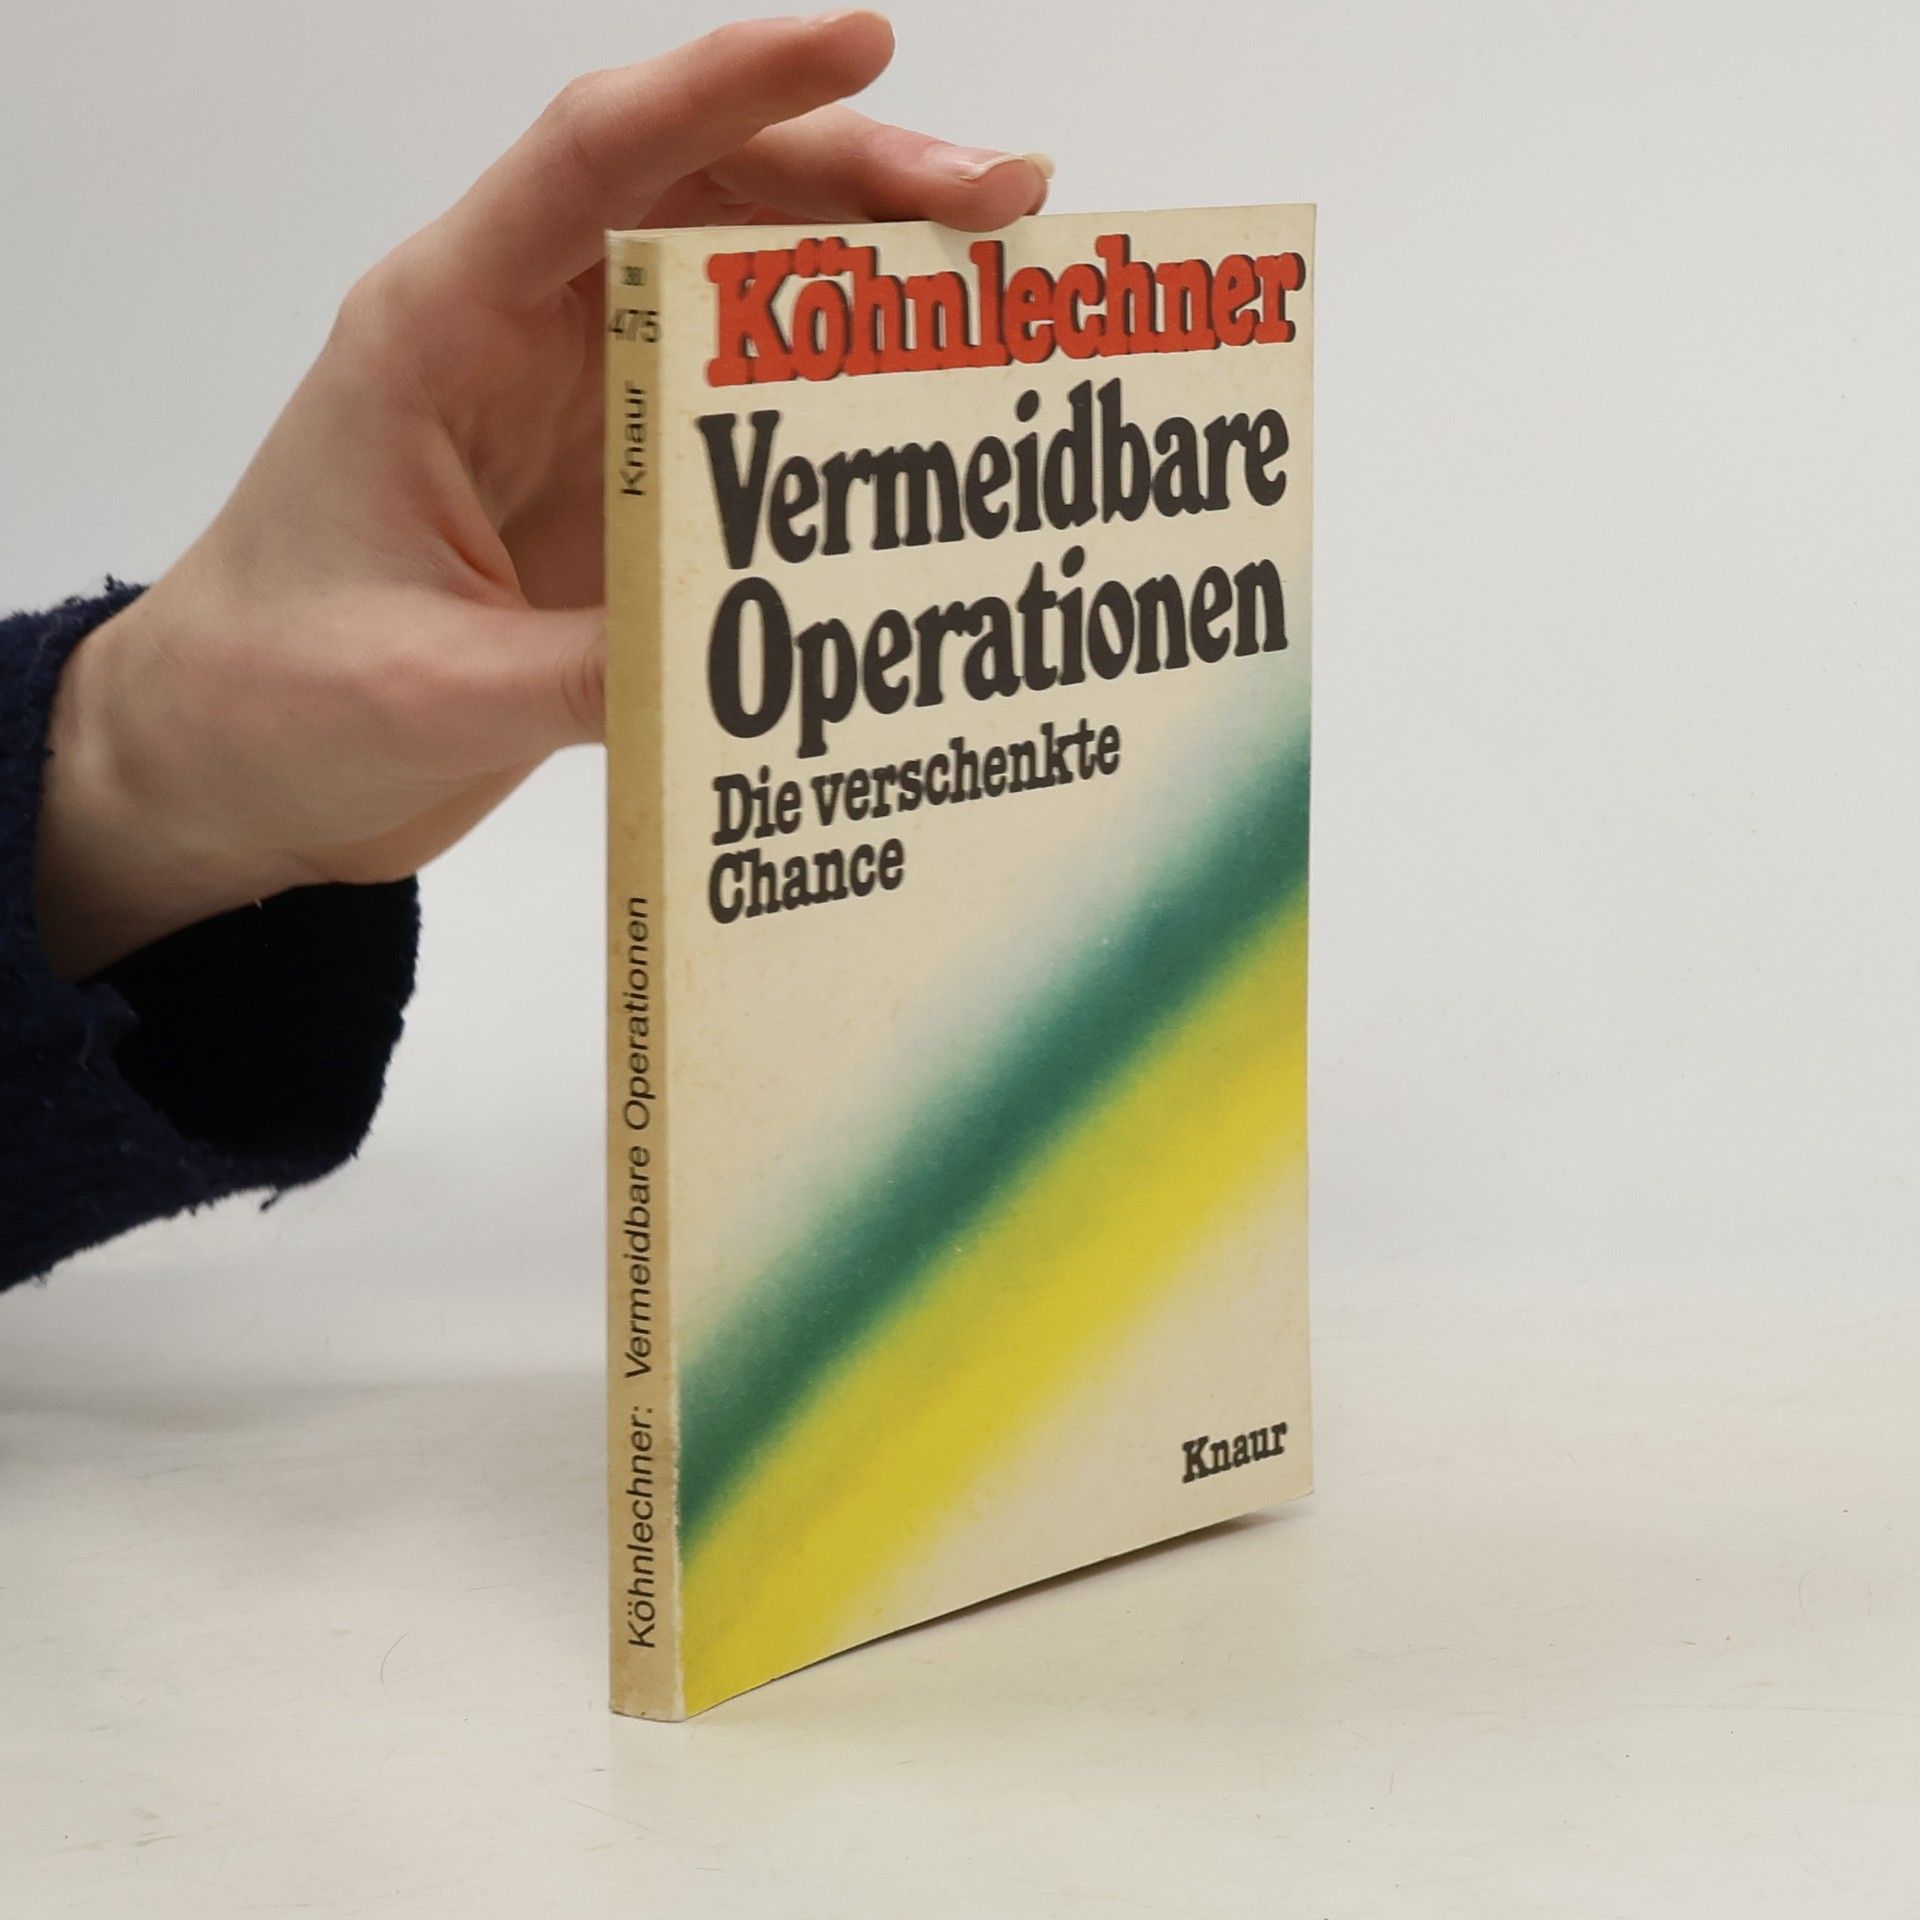 Köhnlechner
Vermeidbare
Operationen
Die verschenkte
Chance
Knaur
475
Knaur
Köhnlechner: Vermeidbare Operationen